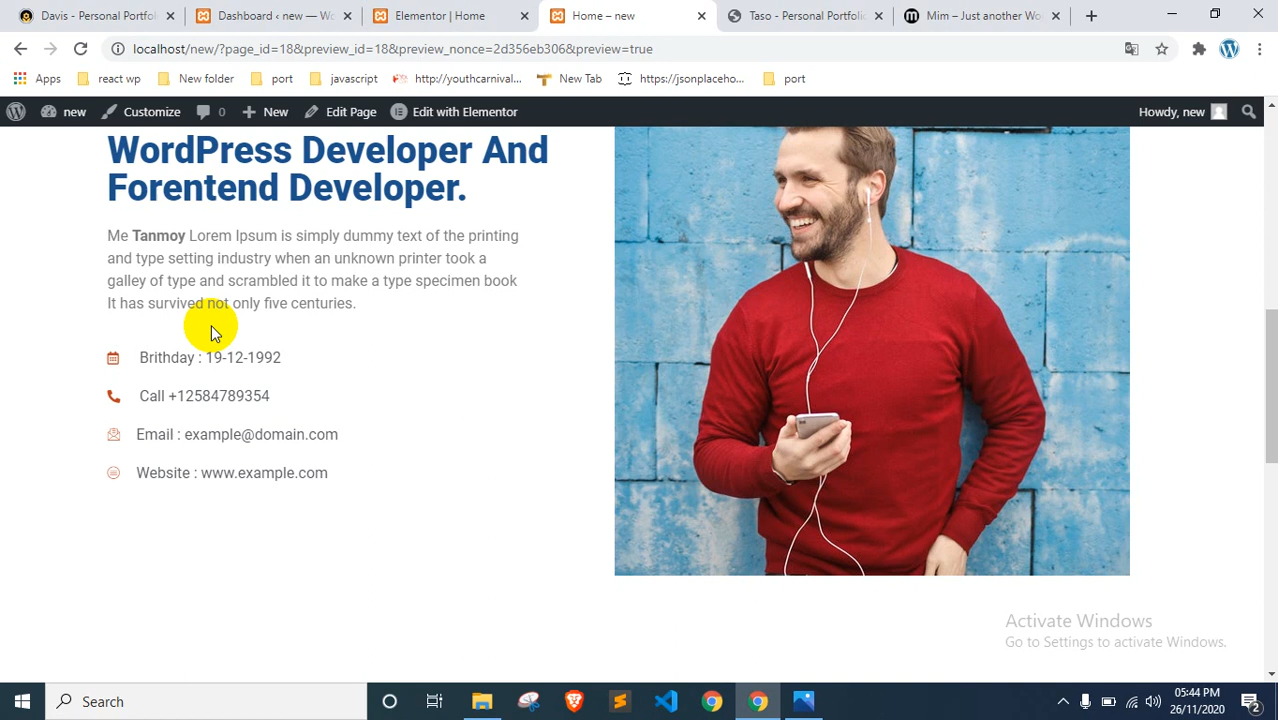 Davis - Personal Portfol
Dashboard ‹ new — Wo
Elementor | Home
Home – new
Taso - Personal Portfolio
Mim – Just another Wo
localhost/new/?page_id=18&preview_id=18&preview_nonce=2d356eb306&preview=true
Apps
react wp
New folder
port
javascript
http://youthcarnival...
New Tab
https://jsonplaceho...
port
new
Customize
0
New
Edit Page
Edit with Elementor
Howdy, new
WordPress Developer And
Forentend Developer.
Me Tanmoy Lorem Ipsum is simply dummy text of the printing
and type setting industry when an unknown printer took a
galley of type and scrambled it to make a type specimen book
It has survived not only five centuries.
Brithday : 19-12-1992
Call +12584789354
Email : example@domain.com
Website : www.example.com
Activate Windows
Go to Settings to activate Windows.
Search
05:44 PM
26/11/2020
2